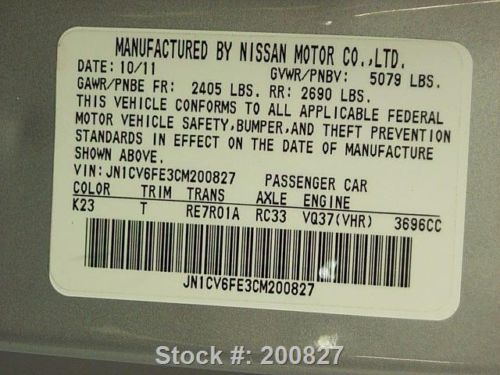 MANUFACTURED BY NISSAN MOTOR CO.,LTD.
DATE: 10/11 GVWR/PNBV: 5079 LBS.
GAWR/PNBE FR: 2405 LBS. RR: 2690 LBS.
THIS VEHICLE CONFORMS TO ALL APPLICABLE FEDERAL
MOTOR VEHICLE SAFETY,BUMPER,AND THEFT PREVENTION
STANDARDS IN EFFECT ON THE DATE OF MANUFACTURE
SHOWN ABOVE.
VIN: JN1CV6FE3CM200827 PASSENGER CAR
COLOR TRIM TRANS AXLE ENGINE
K23 T RE7R01A RC33 VQ37(VHR) 3696CC
JN1CV6FE3CM200827
Stock #: 200827